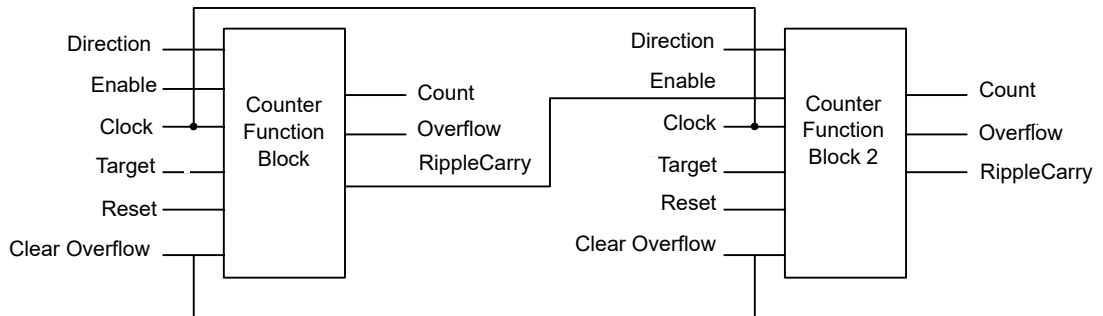 Direction
Enable
Clock
Target
Reset
Clear Overflow
Counter
Function
Block
Count
Overflow
RippleCarry
Direction
Enable
Clock
Target
Reset
Clear Overflow
Counter
Function
Block 2
Count
Overflow
RippleCarry